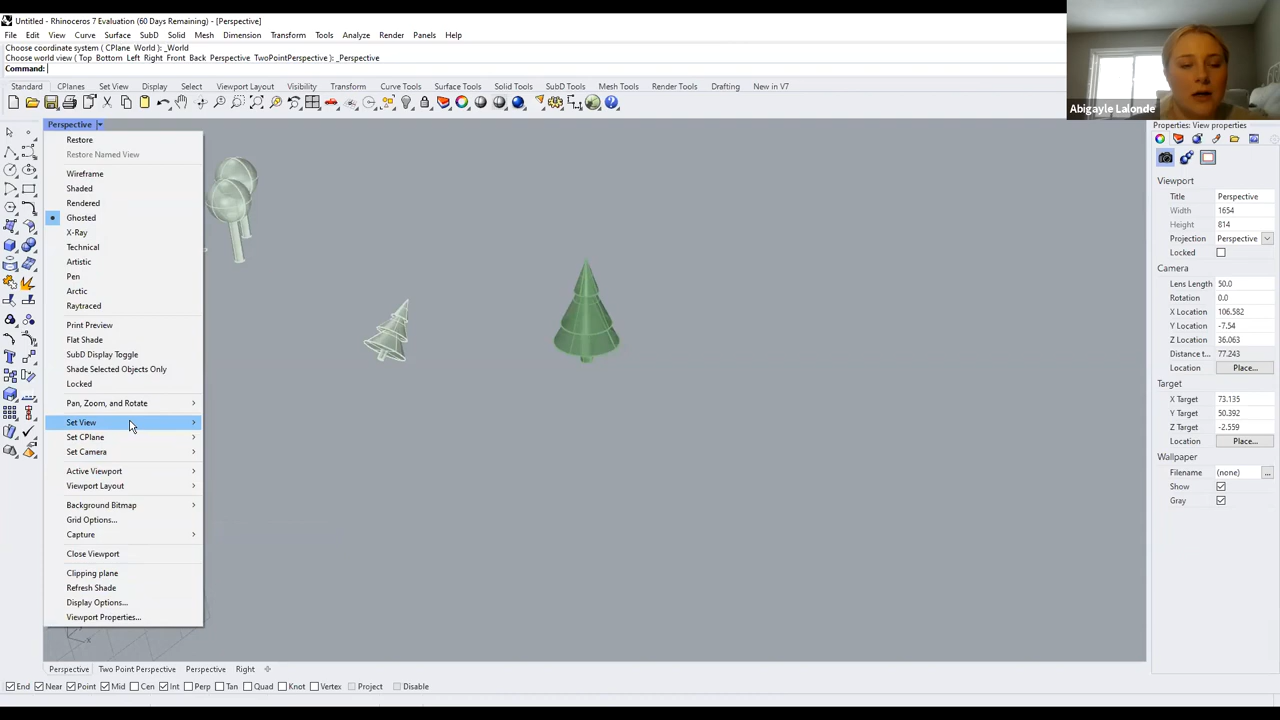 Untitled - Rhinoceros 7 Evaluation (60 Days Remaining) - [Perspective]
File Edit View Curve Surface SubD Solid Mesh Dimension Transform Tools Analyze Render Panels Help
Choose coordinate system ( CPlane World ): _World
Choose world view ( Top Bottom Left Right Front Back Perspective TwoPointPerspective ): _Perspective
Command:
Standard CPlanes Set View Display Select Viewport Layout Visibility Transform Curve Tools Surface Tools Solid Tools SubD Tools Mesh Tools Render Tools Drafting New in V7
Abigayle Lalonde
Perspective
Restore
Restore Named View
Wireframe
Shaded
Rendered
Ghosted
X-Ray
Technical
Artistic
Pen
Arctic
Raytraced
Print Preview
Flat Shade
SubD Display Toggle
Shade Selected Objects Only
Locked
Pan, Zoom, and Rotate
Set View
Set CPlane
Set Camera
Active Viewport
Viewport Layout
Background Bitmap
Grid Options...
Capture
Close Viewport
Clipping plane
Refresh Shade
Display Options...
Viewport Properties...
x
Properties: View properties
Viewport
Title Perspective
Width 1654
Height 814
Projection Perspective
Locked
Camera
Lens Length 50.0
Rotation 0.0
X Location 106.582
Y Location -7.54
Z Location 36.063
Distance t... 77.243
Location Place...
Target
X Target 73.135
Y Target 50.392
Z Target -2.559
Location Place...
Wallpaper
Filename (none) ...
Show
Gray
Perspective Two Point Perspective Perspective Right
End Near Point Mid Cen Int Perp Tan Quad Knot Vertex Project Disable